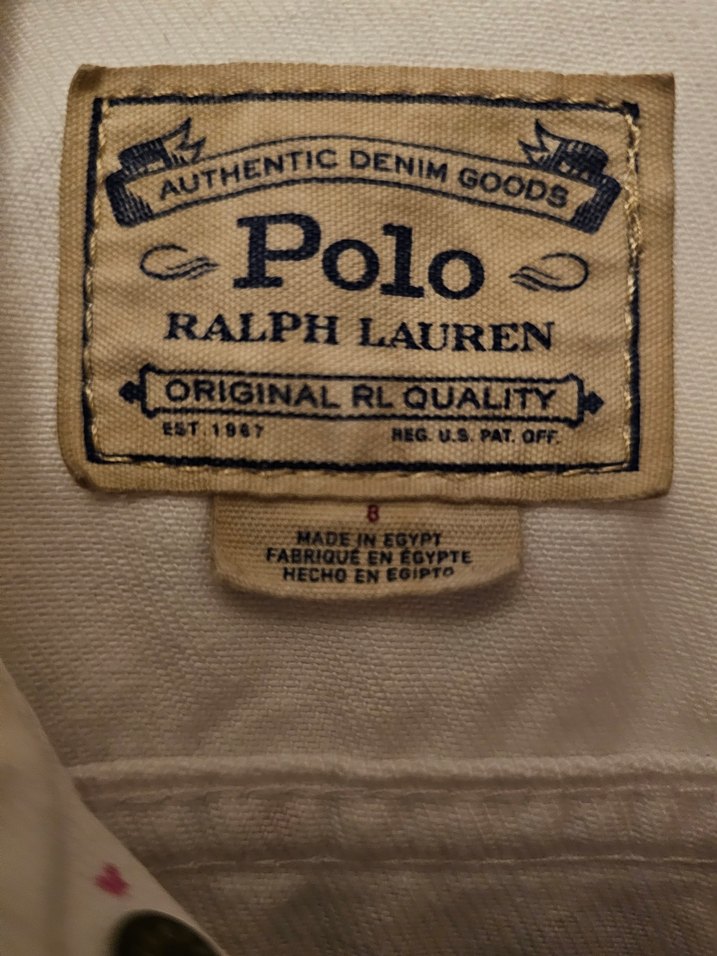 AUTHENTIC DENIM GOODS
Polo
RALPH LAUREN
ORIGINAL RL QUALITY
EST. 1967 REG. U.S. PAT. OFF.
8
MADE IN EGYPT
FABRIQUÉ EN ÉGYPTE
HECHO EN EGIPTO